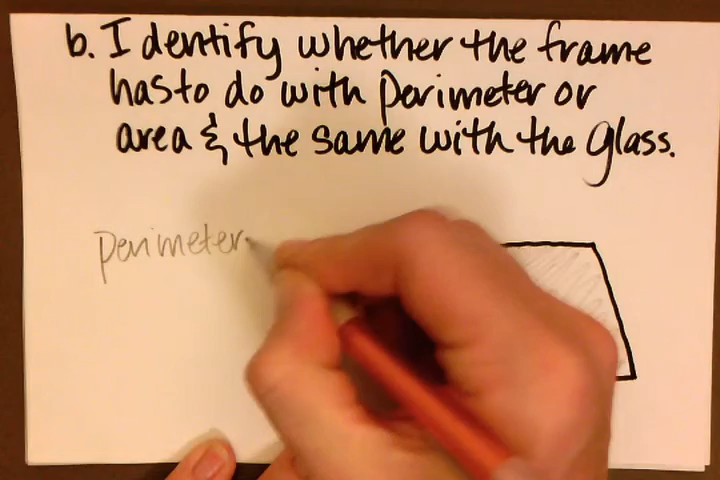 b. Identify whether the frame
has to do with perimeter or
area & the same with the glass.
perimeter